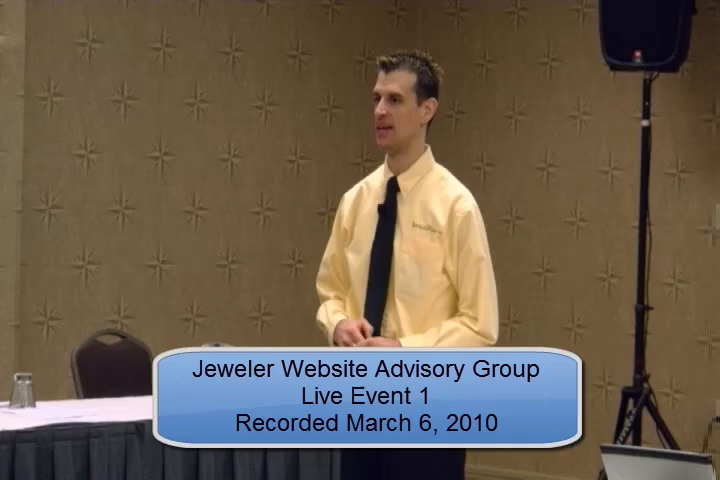 Jeweler Website Advisory Group
Live Event 1
Recorded March 6, 2010